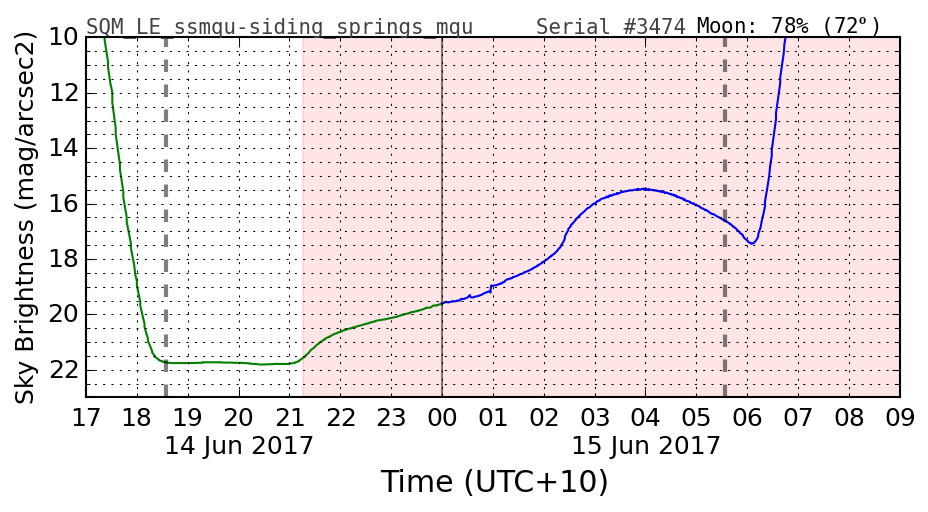 SQM_LE ssmqu-siding_springs_mqu Serial #3474 Moon: 78% (72°)
Sky Brightness (mag/arcsec2)
10
12
14
16
18
20
22
17 18 19 20 21 22 23 00 01 02 03 04 05 06 07 08 09
14 Jun 2017 15 Jun 2017
Time (UTC+10)